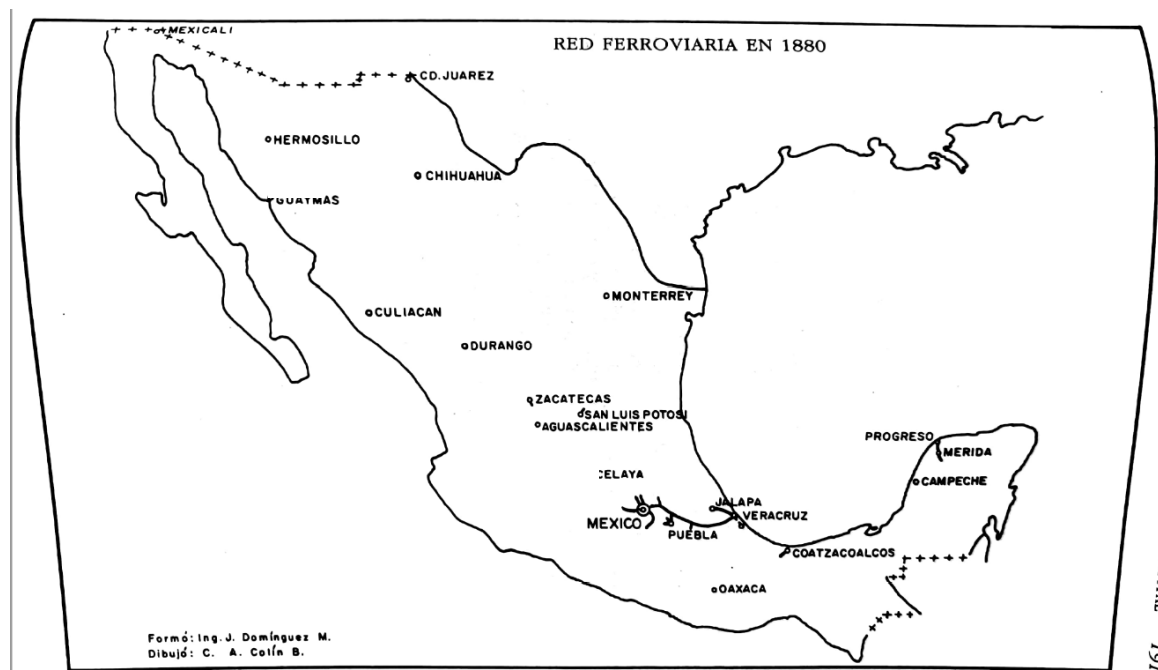 RED FERROVIARIA EN 1880
MEXICALI
CD. JUAREZ
HERMOSILLO
CHIHUAHUA
GUAYMAS
MONTERREY
CULIACAN
DURANGO
ZACATECAS
SAN LUIS POTOSI
AGUASCALIENTES
PROGRESO
MERIDA
CELAYA
CAMPECHE
JALAPA
MEXICO
VERACRUZ
PUEBLA
COATZACOALCOS
OAXACA
Formó: Ing. J. Domínguez M.
Dibujó: C. A. Colín B.
161